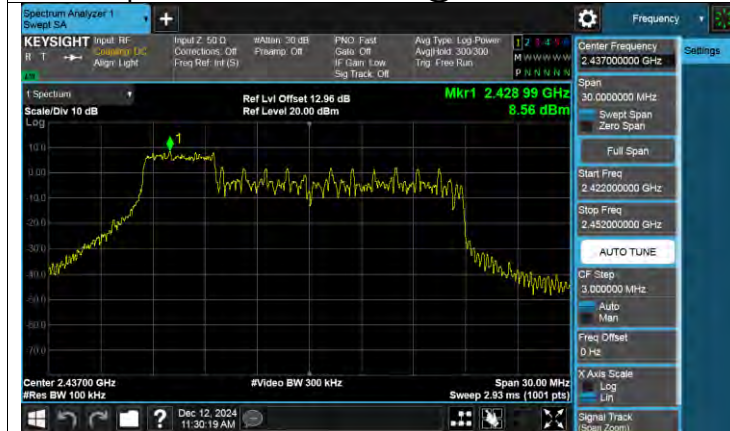 Spectrum Analyzer 1
Swept SA
+
Frequency
KEYSIGHT
R T
Input: RF
Coupling: DC
Align: Light
Input Z: 50 Ω
Corrections: Off
Freq Ref: Int (S)
#Atten: 30 dB
Preamp: Off
PNO: Fast
Gate: Off
IF Gain: Low
Sig Track: Off
Avg Type: Log-Power
Avg|Hold: 300/300
Trig: Free Run
1 2 3 4 5 6
M W W W W W
P N N N N N
1 Spectrum
Scale/Div 10 dB
Log
Ref Lvl Offset 12.96 dB
Ref Level 20.00 dBm
Mkr1 2.428 99 GHz
8.56 dBm
1
10.0
0.00
-10.0
-20.0
-30.0
-40.0
-50.0
-60.0
-70.0
Center 2.43700 GHz
#Res BW 100 kHz
#Video BW 300 kHz
Span 30.00 MHz
Sweep 2.93 ms (1001 pts)
Dec 12, 2024
11:30:19 AM
?
Center Frequency
2.437000000 GHz
Settings
Span
30.0000000 MHz
Swept Span
Zero Span
Full Span
Start Freq
2.422000000 GHz
Stop Freq
2.452000000 GHz
AUTO TUNE
CF Step
3.000000 MHz
Auto
Man
Freq Offset
0 Hz
X Axis Scale
Log
Lin
Signal Track
(Span Zoom)